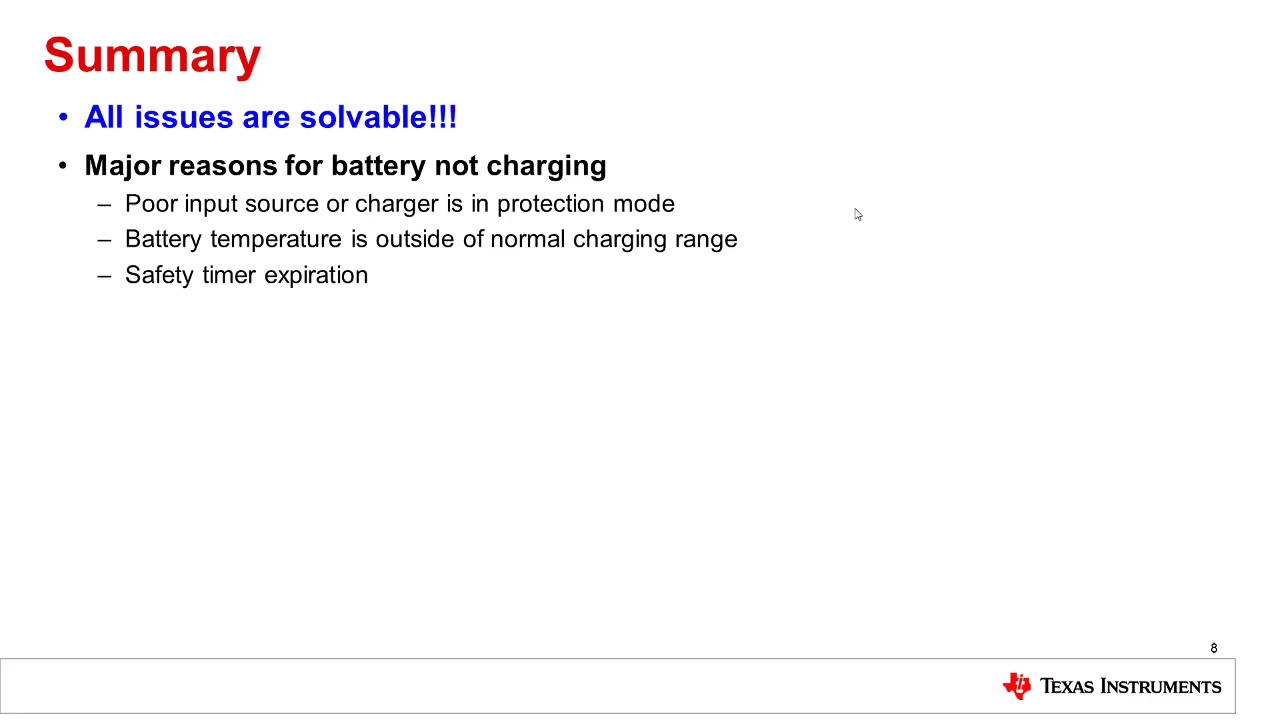 Summary
• All issues are solvable!!!
• Major reasons for battery not charging
– Poor input source or charger is in protection mode
– Battery temperature is outside of normal charging range
– Safety timer expiration
8
TEXAS INSTRUMENTS